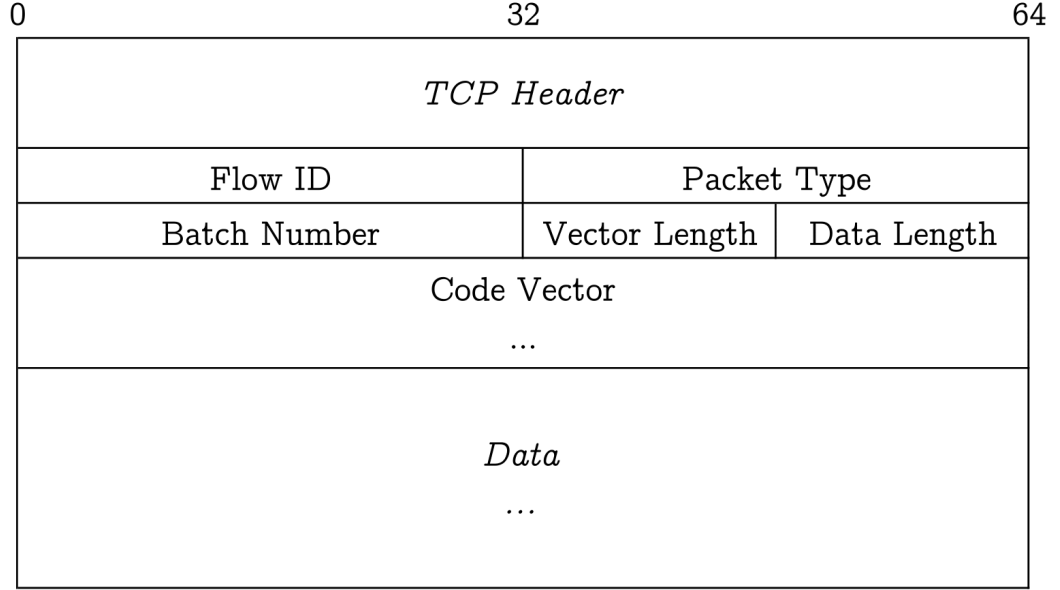 0 32 64
TCP Header
Flow ID Packet Type
Batch Number Vector Length Data Length
Code Vector
...
Data
...